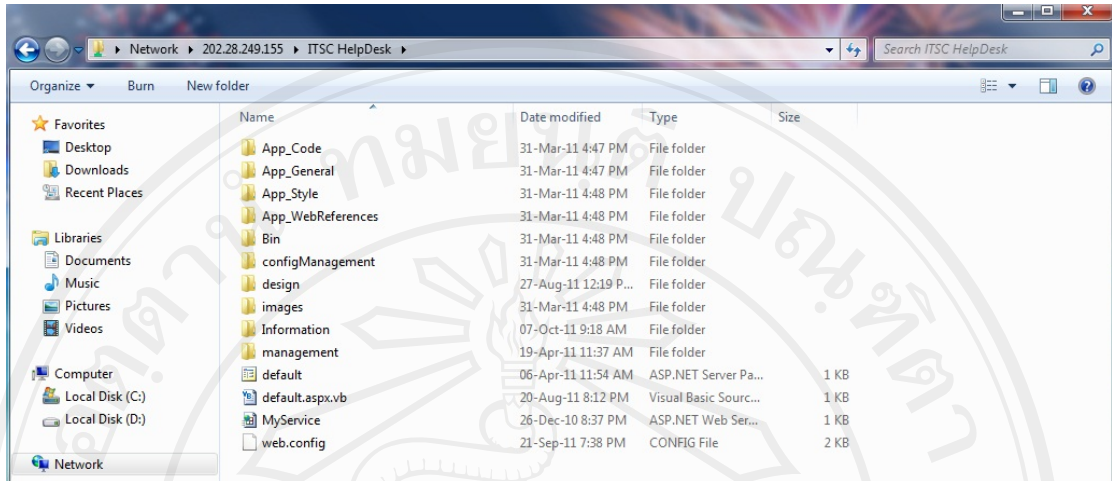 Network ▸ 202.28.249.155 ▸ ITSC HelpDesk ▸ Search ITSC HelpDesk
Organize Burn New folder
Favorites
Desktop
Downloads
Recent Places
Libraries
Documents
Music
Pictures
Videos
Computer
Local Disk (C:)
Local Disk (D:)
Network
Name Date modified Type Size
App_Code 31-Mar-11 4:47 PM File folder
App_General 31-Mar-11 4:47 PM File folder
App_Style 31-Mar-11 4:48 PM File folder
App_WebReferences 31-Mar-11 4:48 PM File folder
Bin 31-Mar-11 4:48 PM File folder
configManagement 31-Mar-11 4:48 PM File folder
design 27-Aug-11 12:19 P... File folder
images 31-Mar-11 4:48 PM File folder
Information 07-Oct-11 9:18 AM File folder
management 19-Apr-11 11:37 AM File folder
default 06-Apr-11 11:54 AM ASP.NET Server Pa... 1 KB
default.aspx.vb 20-Aug-11 8:12 PM Visual Basic Sourc... 1 KB
MyService 26-Dec-10 8:37 PM ASP.NET Web Ser... 1 KB
web.config 21-Sep-11 7:38 PM CONFIG File 2 KB